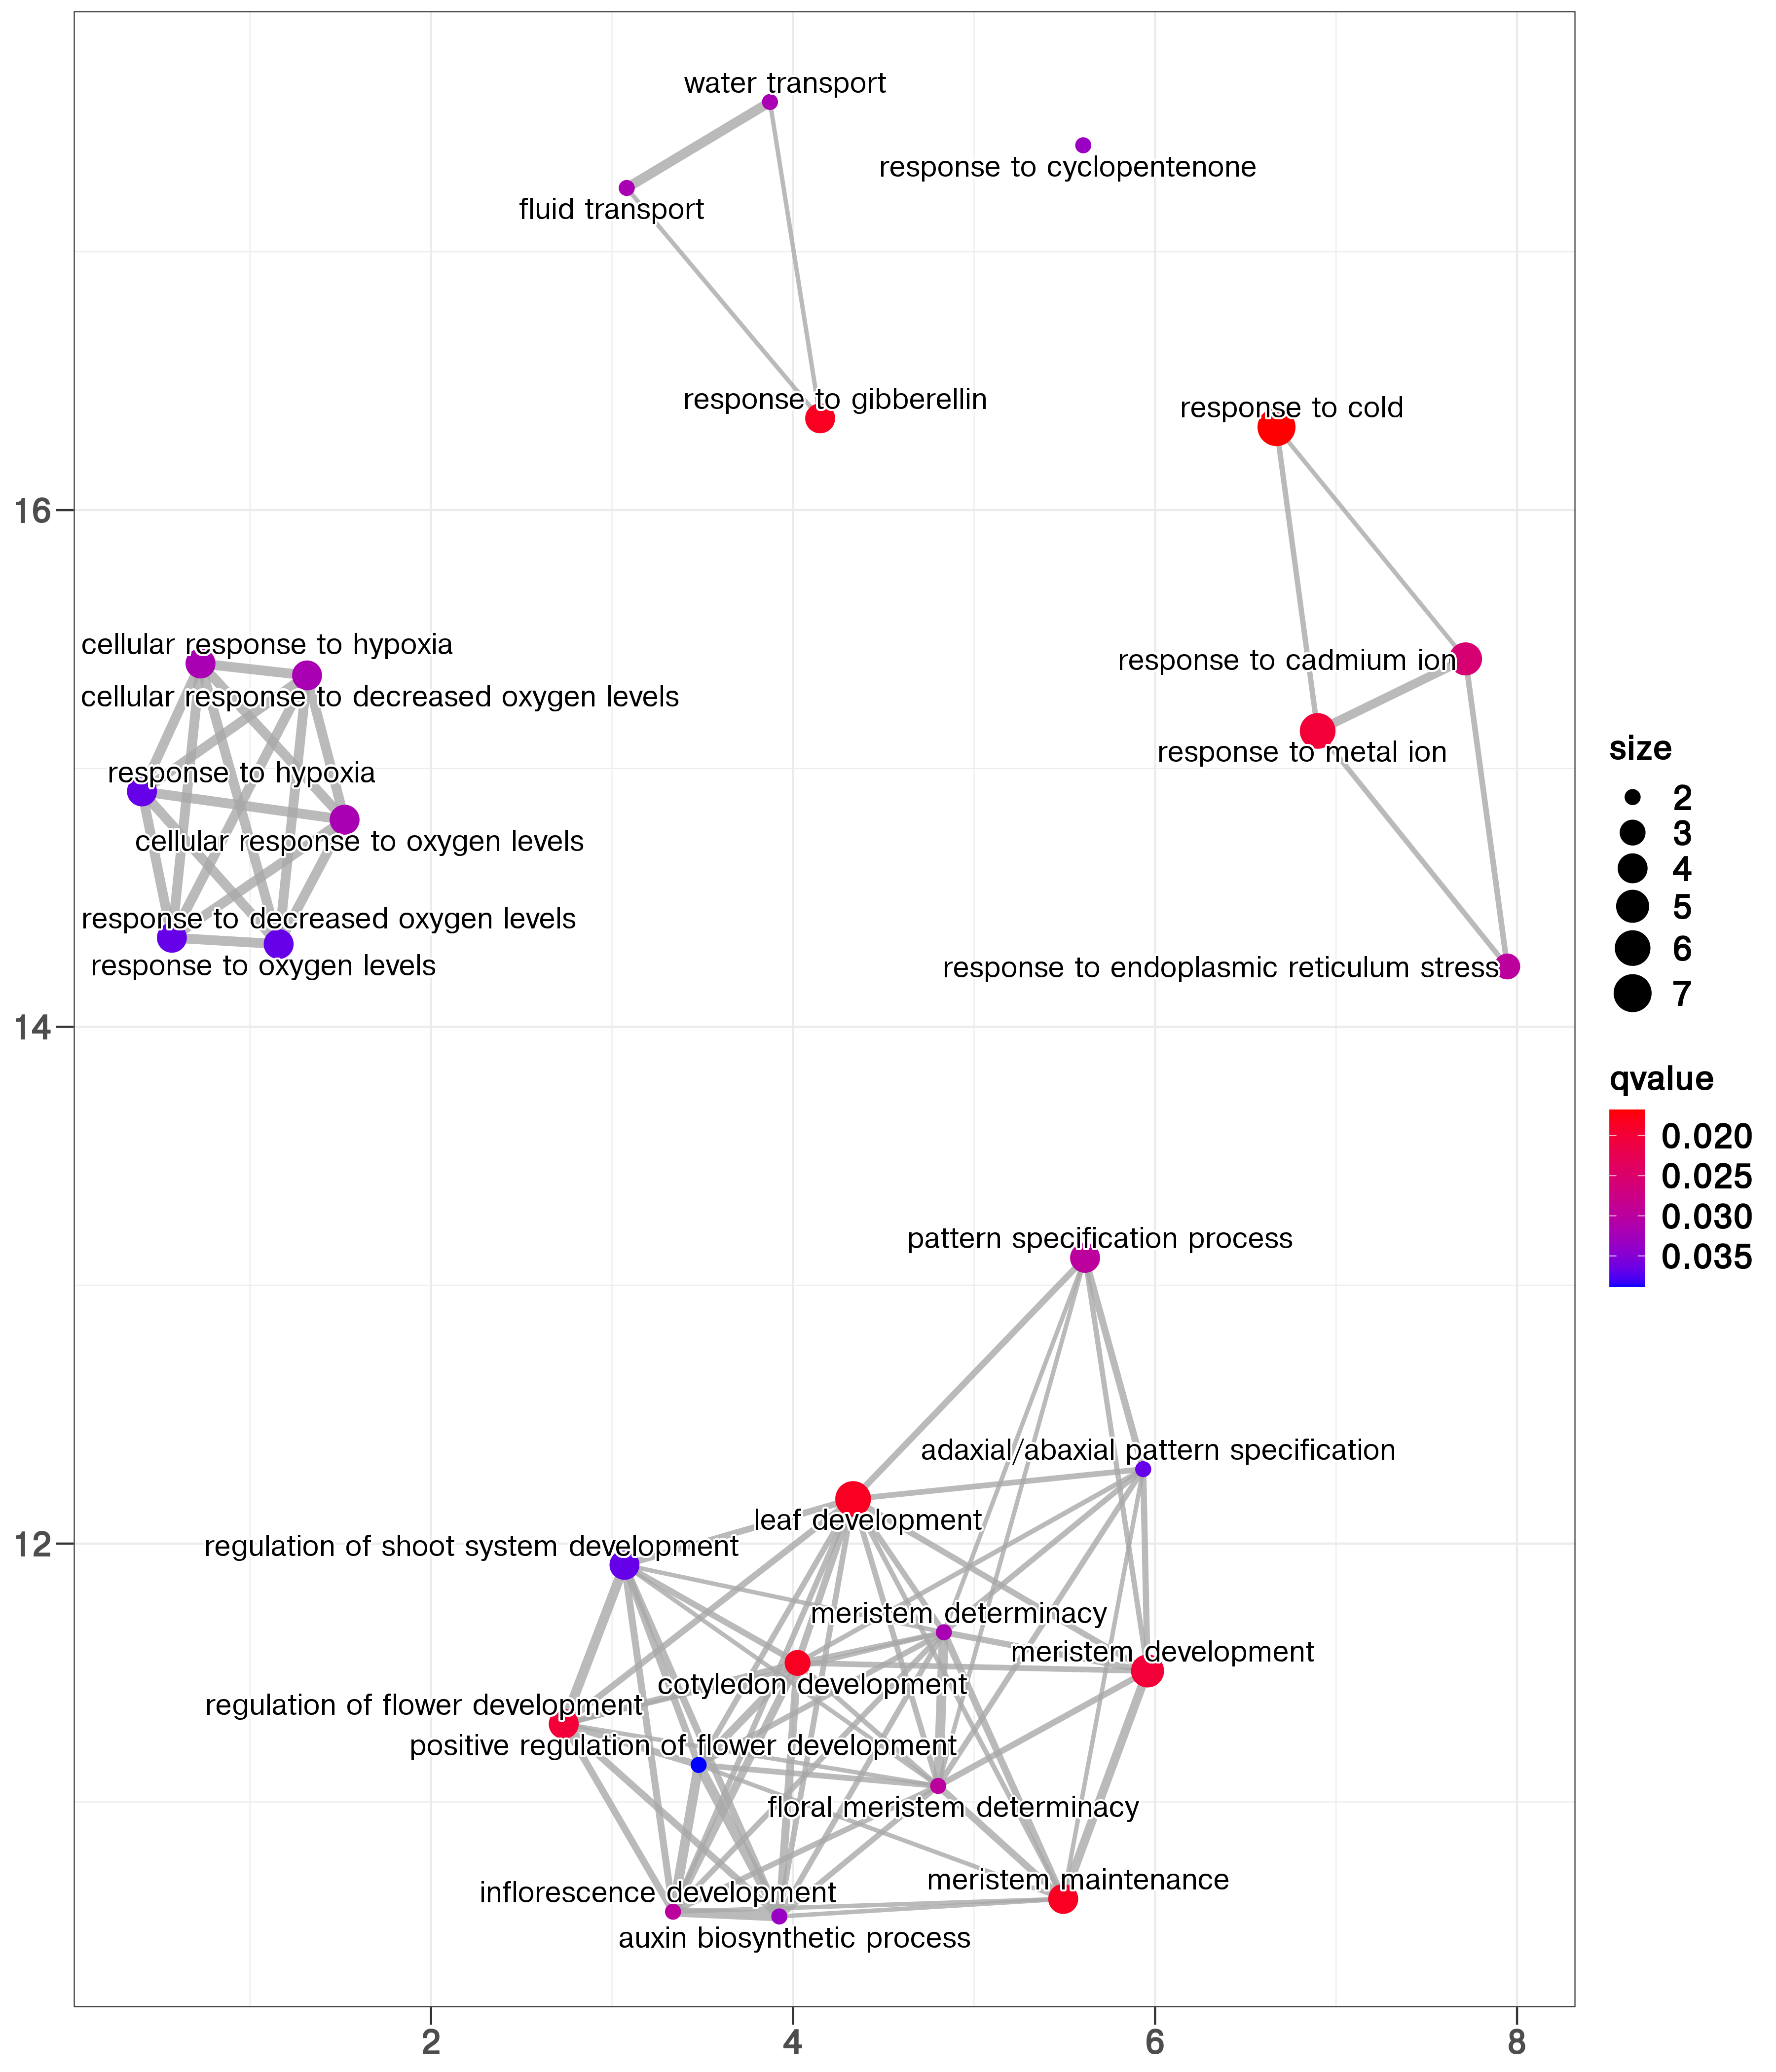 water transport
response to cyclopentenone
fluid transport
response to gibberellin
response to cold
16
cellular response to hypoxia
response to cadmium ion
cellular response to decreased oxygen levels
response to metal ion
response to hypoxia
cellular response to oxygen levels
response to decreased oxygen levels
response to oxygen levels
response to endoplasmic reticulum stress
14
size
2
3
4
5
6
7
qvalue
0.020
0.025
0.030
0.035
pattern specification process
adaxial/abaxial pattern specification
leaf development
regulation of shoot system development
12
meristem determinacy
meristem development
cotyledon development
regulation of flower development
positive regulation of flower development
floral meristem determinacy
meristem maintenance
inflorescence development
auxin biosynthetic process
2
4
6
8